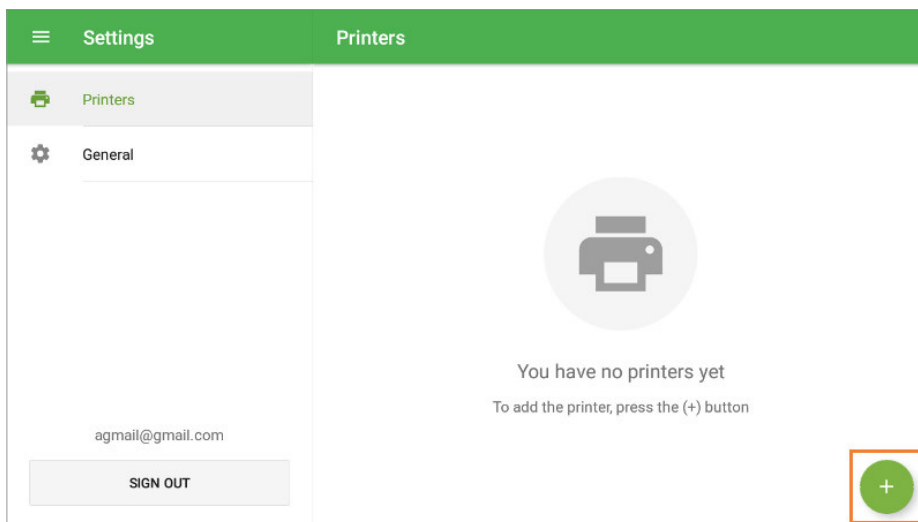 Settings
Printers
Printers
General
You have no printers yet
To add the printer, press the (+) button
agmail@gmail.com
SIGN OUT
+